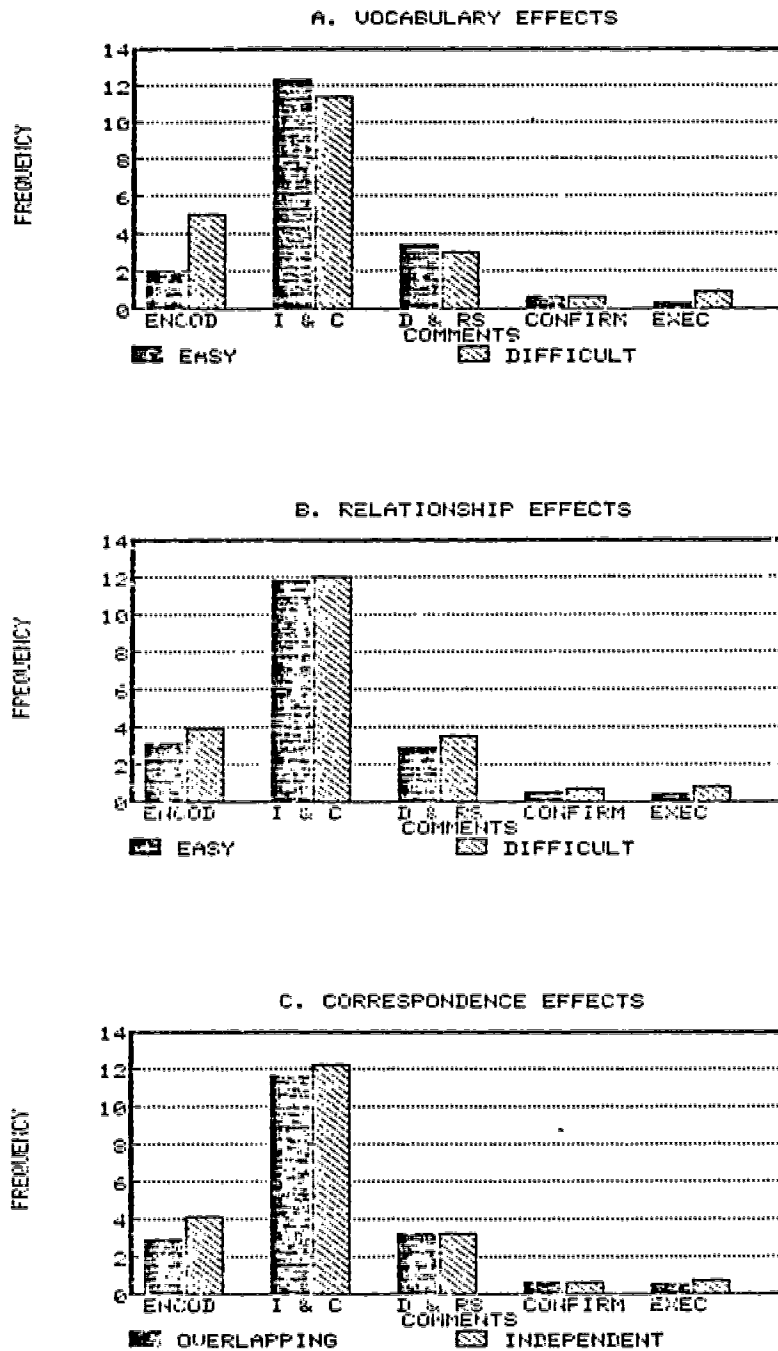 A. VOCABULARY EFFECTS
14
12
10
8
6
4
2
0
FREQUENCY
ENCOD I & C D & RS CONFIRM EXEC
COMMENTS
EASY DIFFICULT
B. RELATIONSHIP EFFECTS
14
12
10
8
6
4
2
0
FREQUENCY
ENCOD I & C D & RS CONFIRM EXEC
COMMENTS
EASY DIFFICULT
C. CORRESPONDENCE EFFECTS
14
12
10
8
6
4
2
0
FREQUENCY
ENCOD I & C D & RS CONFIRM EXEC
COMMENTS
OVERLAPPING INDEPENDENT